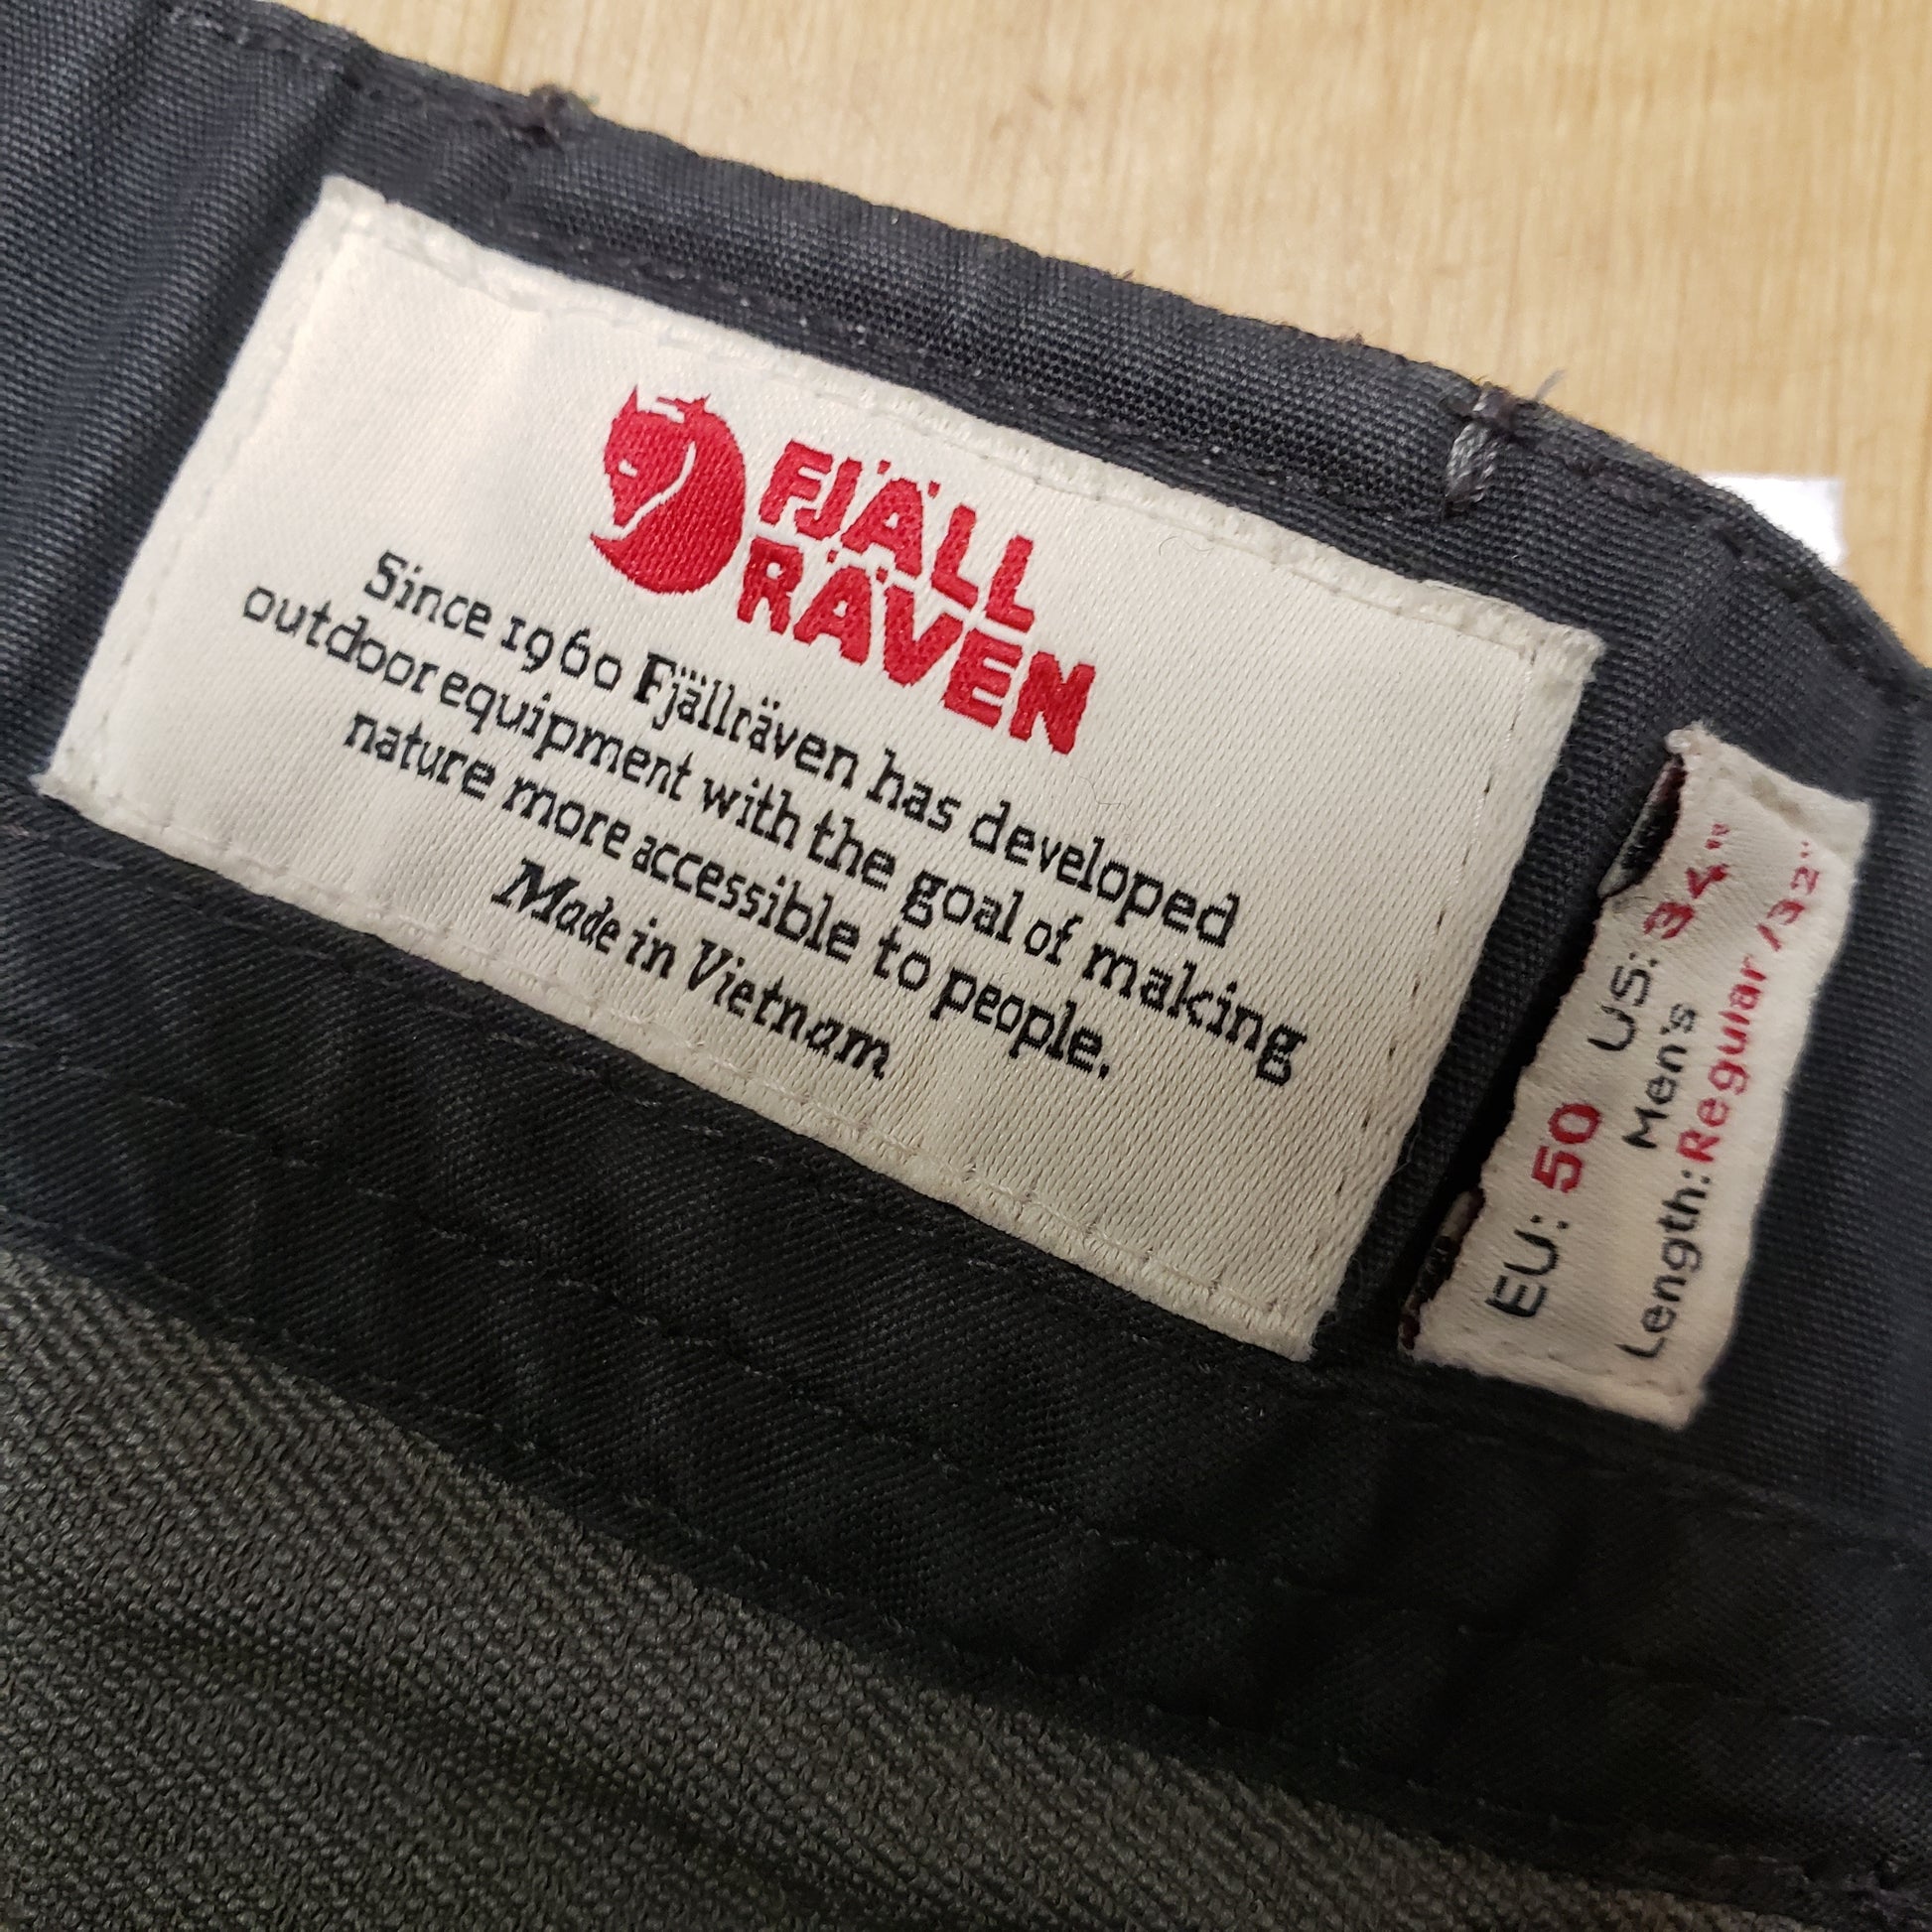 FJÄLL
RÄVEN
Since 1960 Fjällräven has developed
outdoor equipment with the goal of making
nature more accessible to people.
Made in Vietnam
EU: 50 US: 34"
Men's
Length: Regular /32"